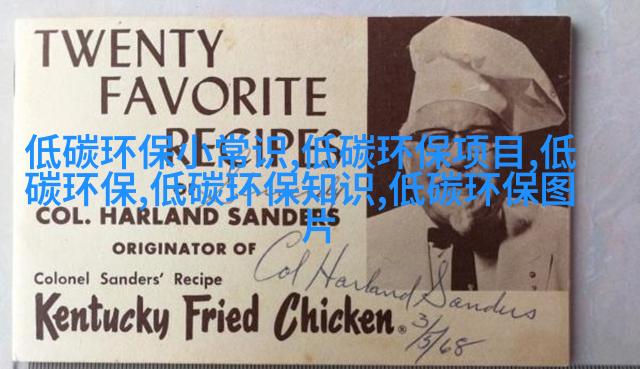 TWENTY
FAVORITE
RECIPES
低碳环保小常识,低碳环保项目,低
碳环保,低碳环保知识,低碳环保图
片
COL. HARLAND SANDERS
ORIGINATOR OF
Colonel Sanders' Recipe
Kentucky Fried Chicken®
Col Harland Sanders
3/5/68